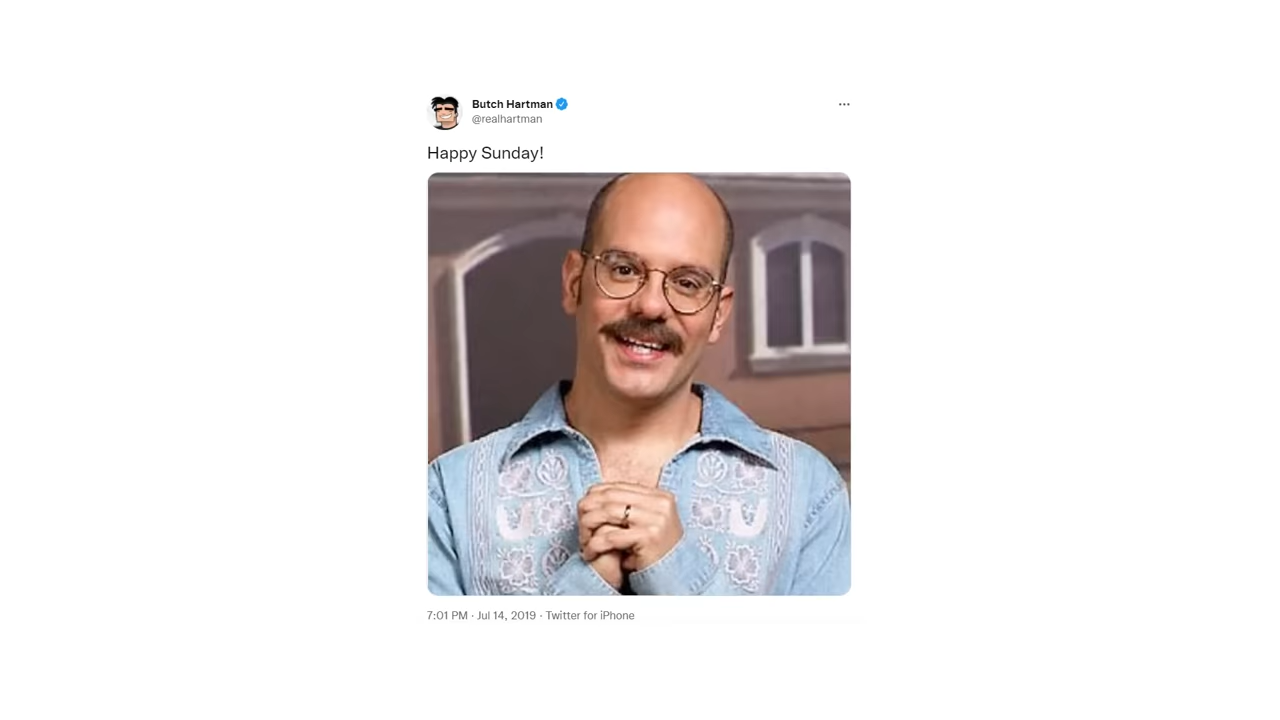 Butch Hartman
@realhartman
Happy Sunday!
7:01 PM · Jul 14, 2019 · Twitter for iPhone